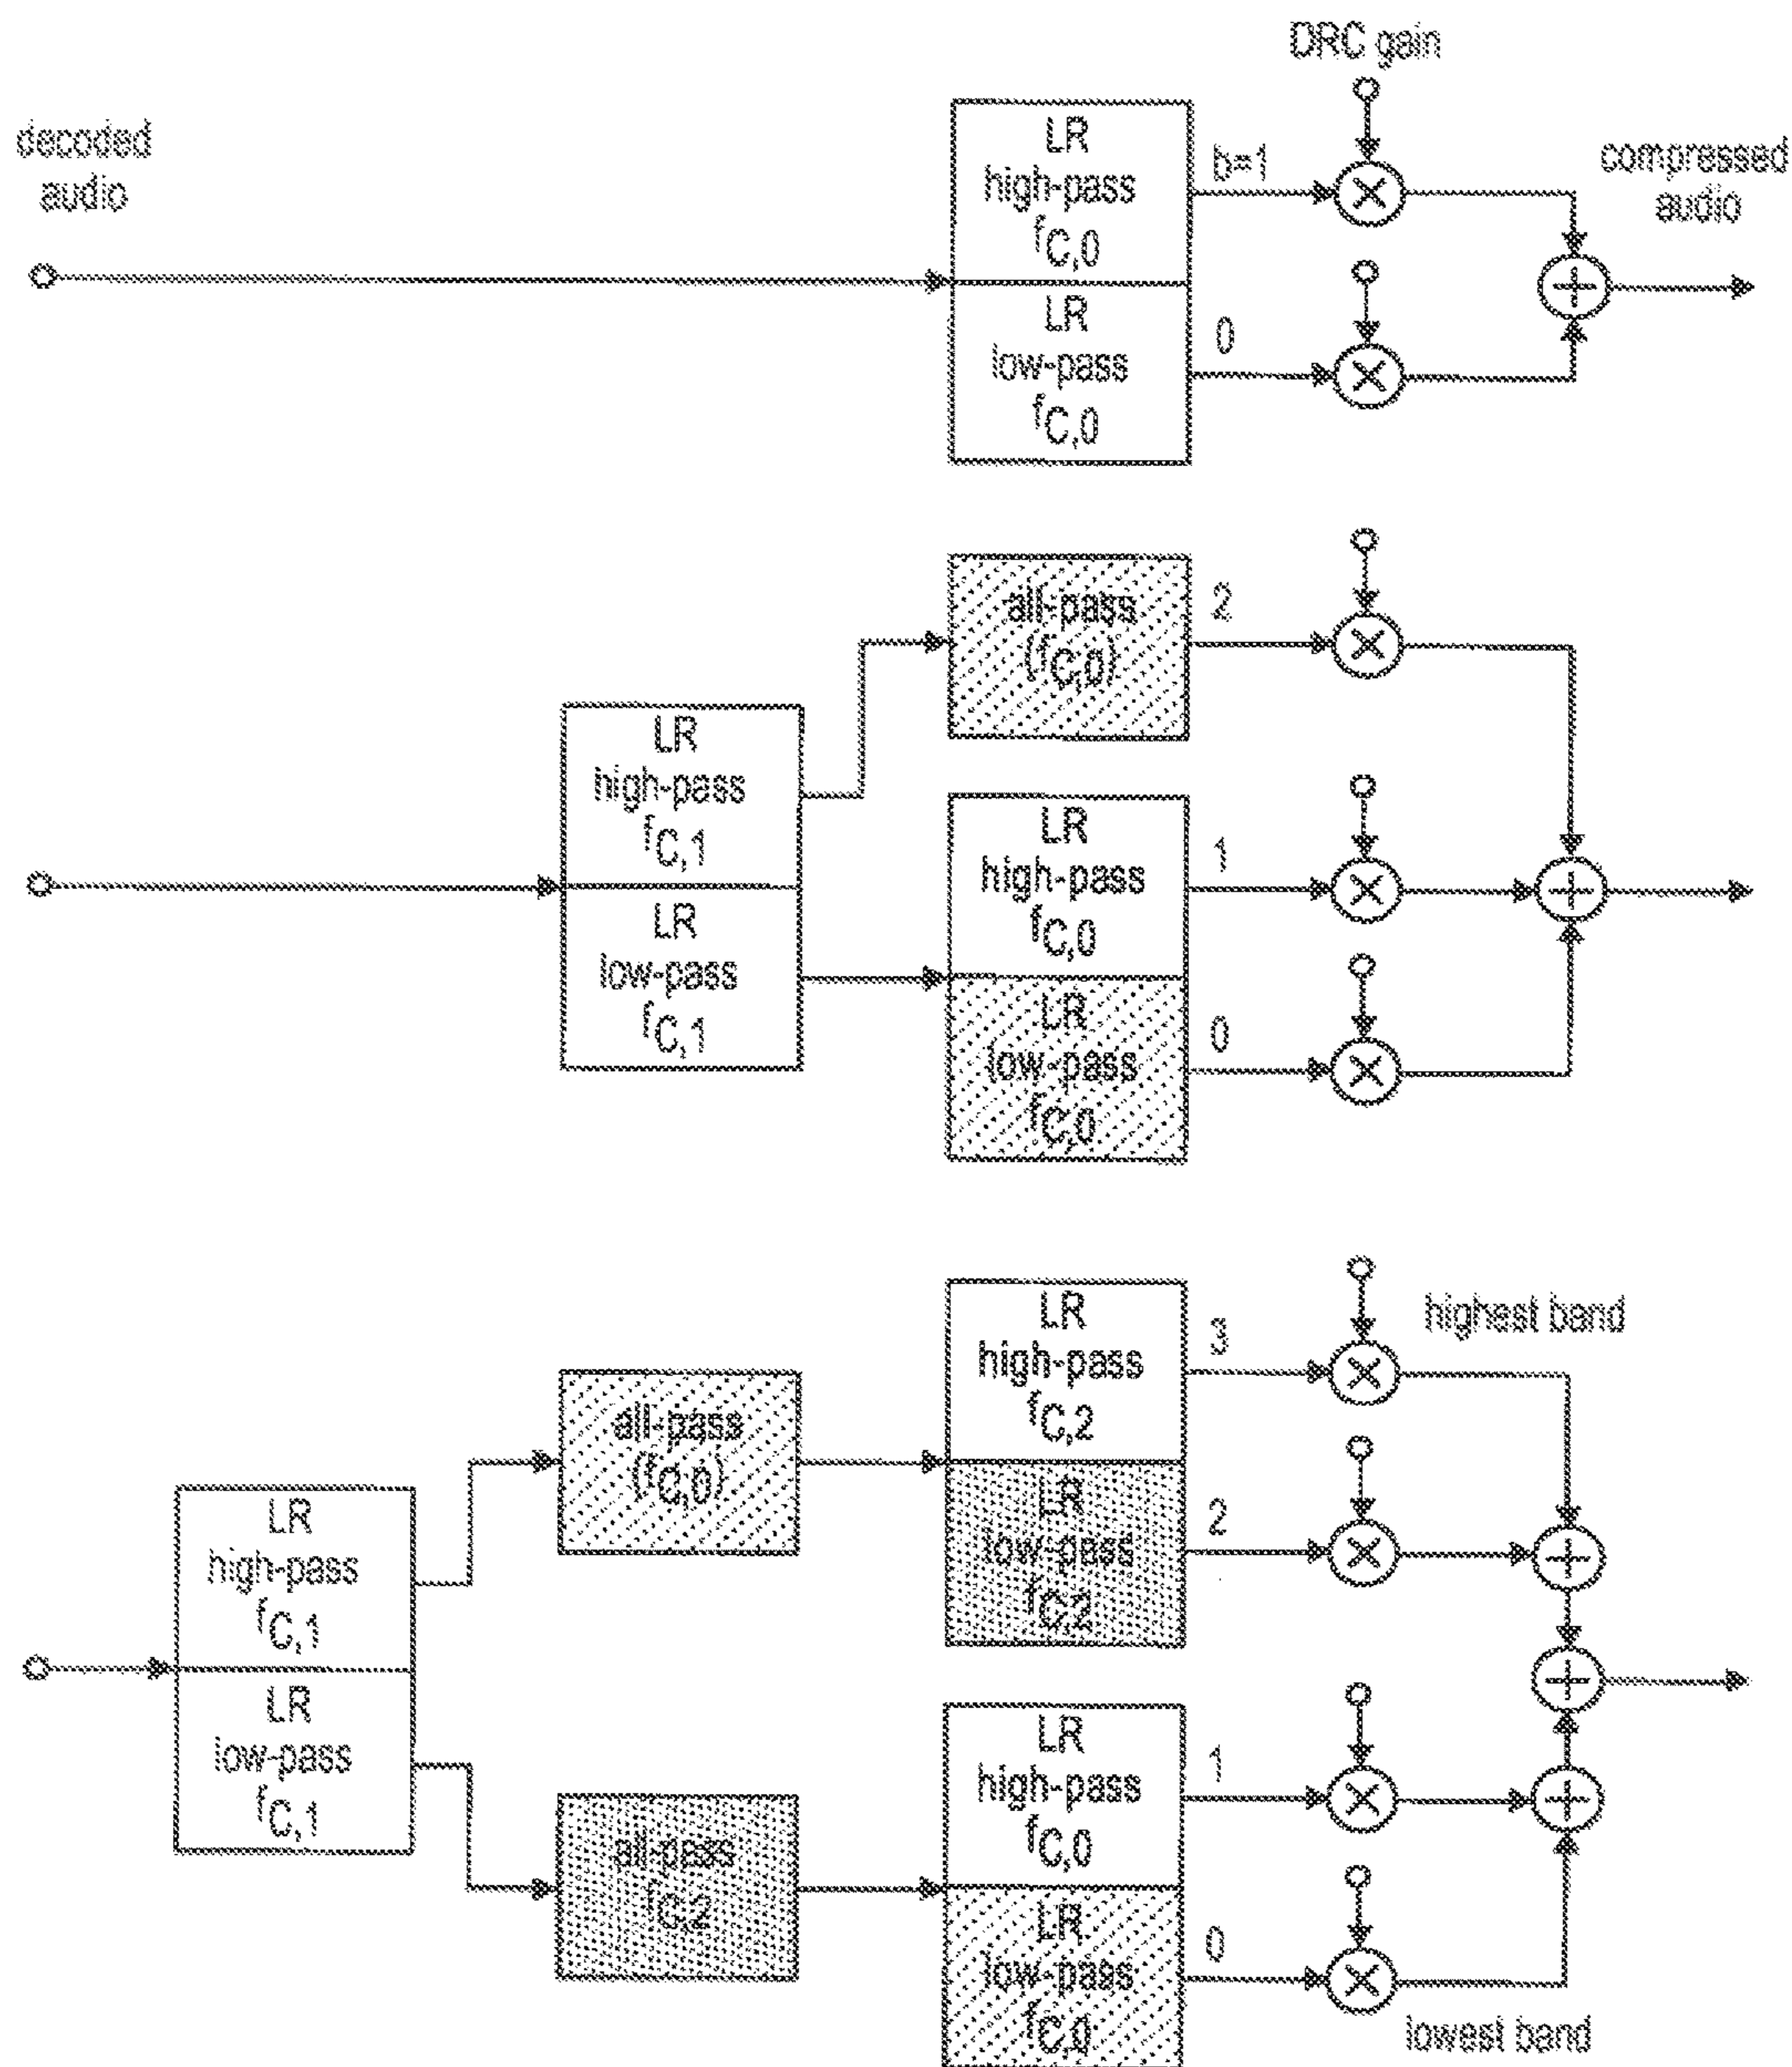 DRC gain
decoded
audio
LR
high-pass
fC,0
b=1
compressed
audio
LR
low-pass
fC,0
0
all-pass
(fC,0)
2
LR
high-pass
fC,1
LR
high-pass
fC,0
1
LR
low-pass
fC,1
LR
low-pass
fC,0
0
LR
high-pass
fC,2
3
highest band
all-pass
(fC,0)
LR
low-pass
fC,2
2
LR
high-pass
fC,1
LR
low-pass
fC,1
LR
high-pass
fC,0
1
all-pass
fC,2
LR
low-pass
fC,0
0
lowest band